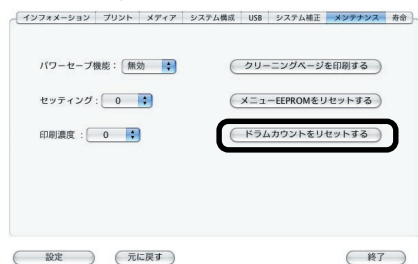 インフォメーション プリント メディア システム構成 USB システム補正 メンテナンス 寿命
パワーセーブ機能： 無効 クリーニングページを印刷する
セッティング： 0 メニューEEPROMをリセットする
印刷濃度 ： 0 ドラムカウントをリセットする
設定 元に戻す 終了